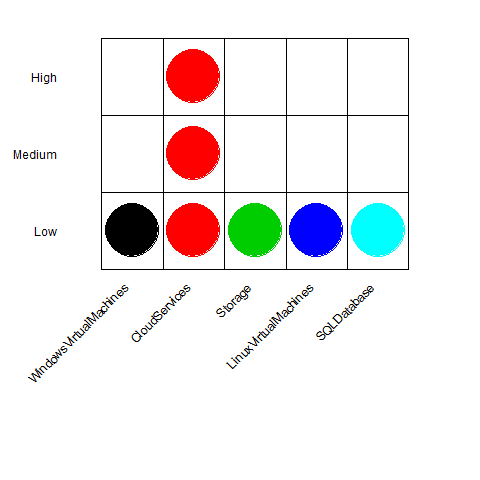 High
Medium
Low
WindowsVirtualMachines
CloudServices
Storage
LinuxVirtualMachines
SQLDatabase